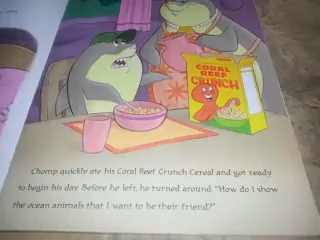 CORAL
REEF
CRUNCH
Chomp quickly ate his Coral Reef Crunch Cereal and got ready
to begin his day. Before he left, he turned around. "How do I show
the ocean animals that I want to be their friend?"